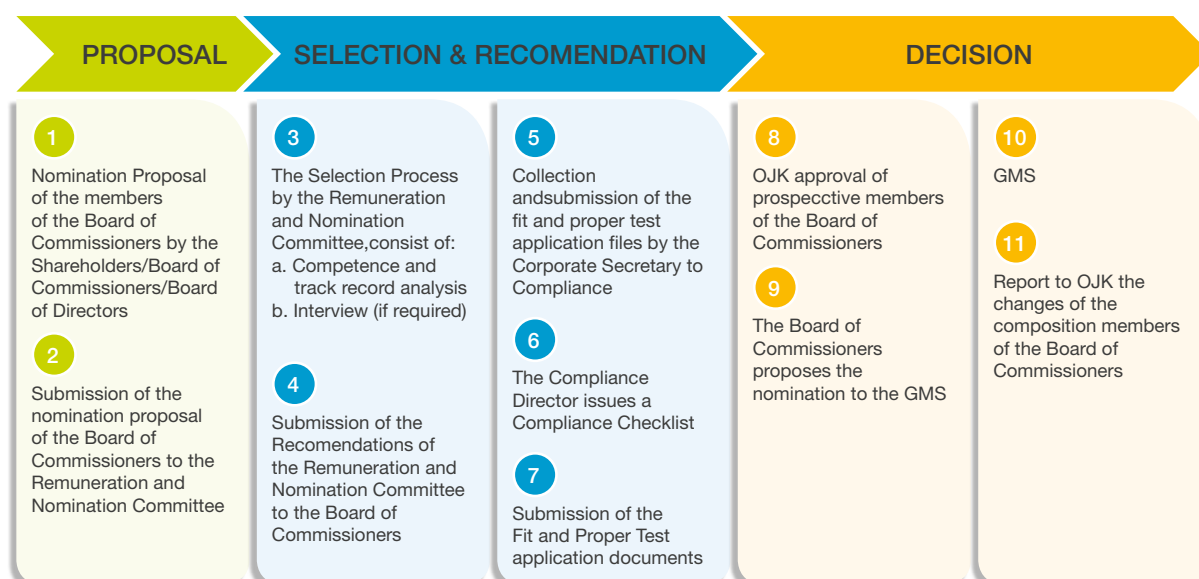 PROPOSAL
SELECTION & RECOMENDATION
DECISION
1
Nomination Proposal
of the members
of the Board of
Commissioners by the
Shareholders/Board of
Commissioners/Board
of Directors
2
Submission of the
nomination proposal
of the Board of
Commissioners to the
Remuneration and
Nomination Committee
3
The Selection Process
by the Remuneration
and Nomination
Committee,consist of:
a. Competence and
track record analysis
b. Interview (if required)
4
Submission of the
Recomendations of
the Remuneration and
Nomination Committee
to the Board of
Commissioners
5
Collection
andsubmission of the
fit and proper test
application files by the
Corporate Secretary to
Compliance
6
The Compliance
Director issues a
Compliance Checklist
7
Submission of the
Fit and Proper Test
application documents
8
OJK approval of
prospecctive members
of the Board of
Commissioners
9
The Board of
Commissioners
proposes the
nomination to the GMS
10
GMS
11
Report to OJK the
changes of the
composition members
of the Board of
Commissioners